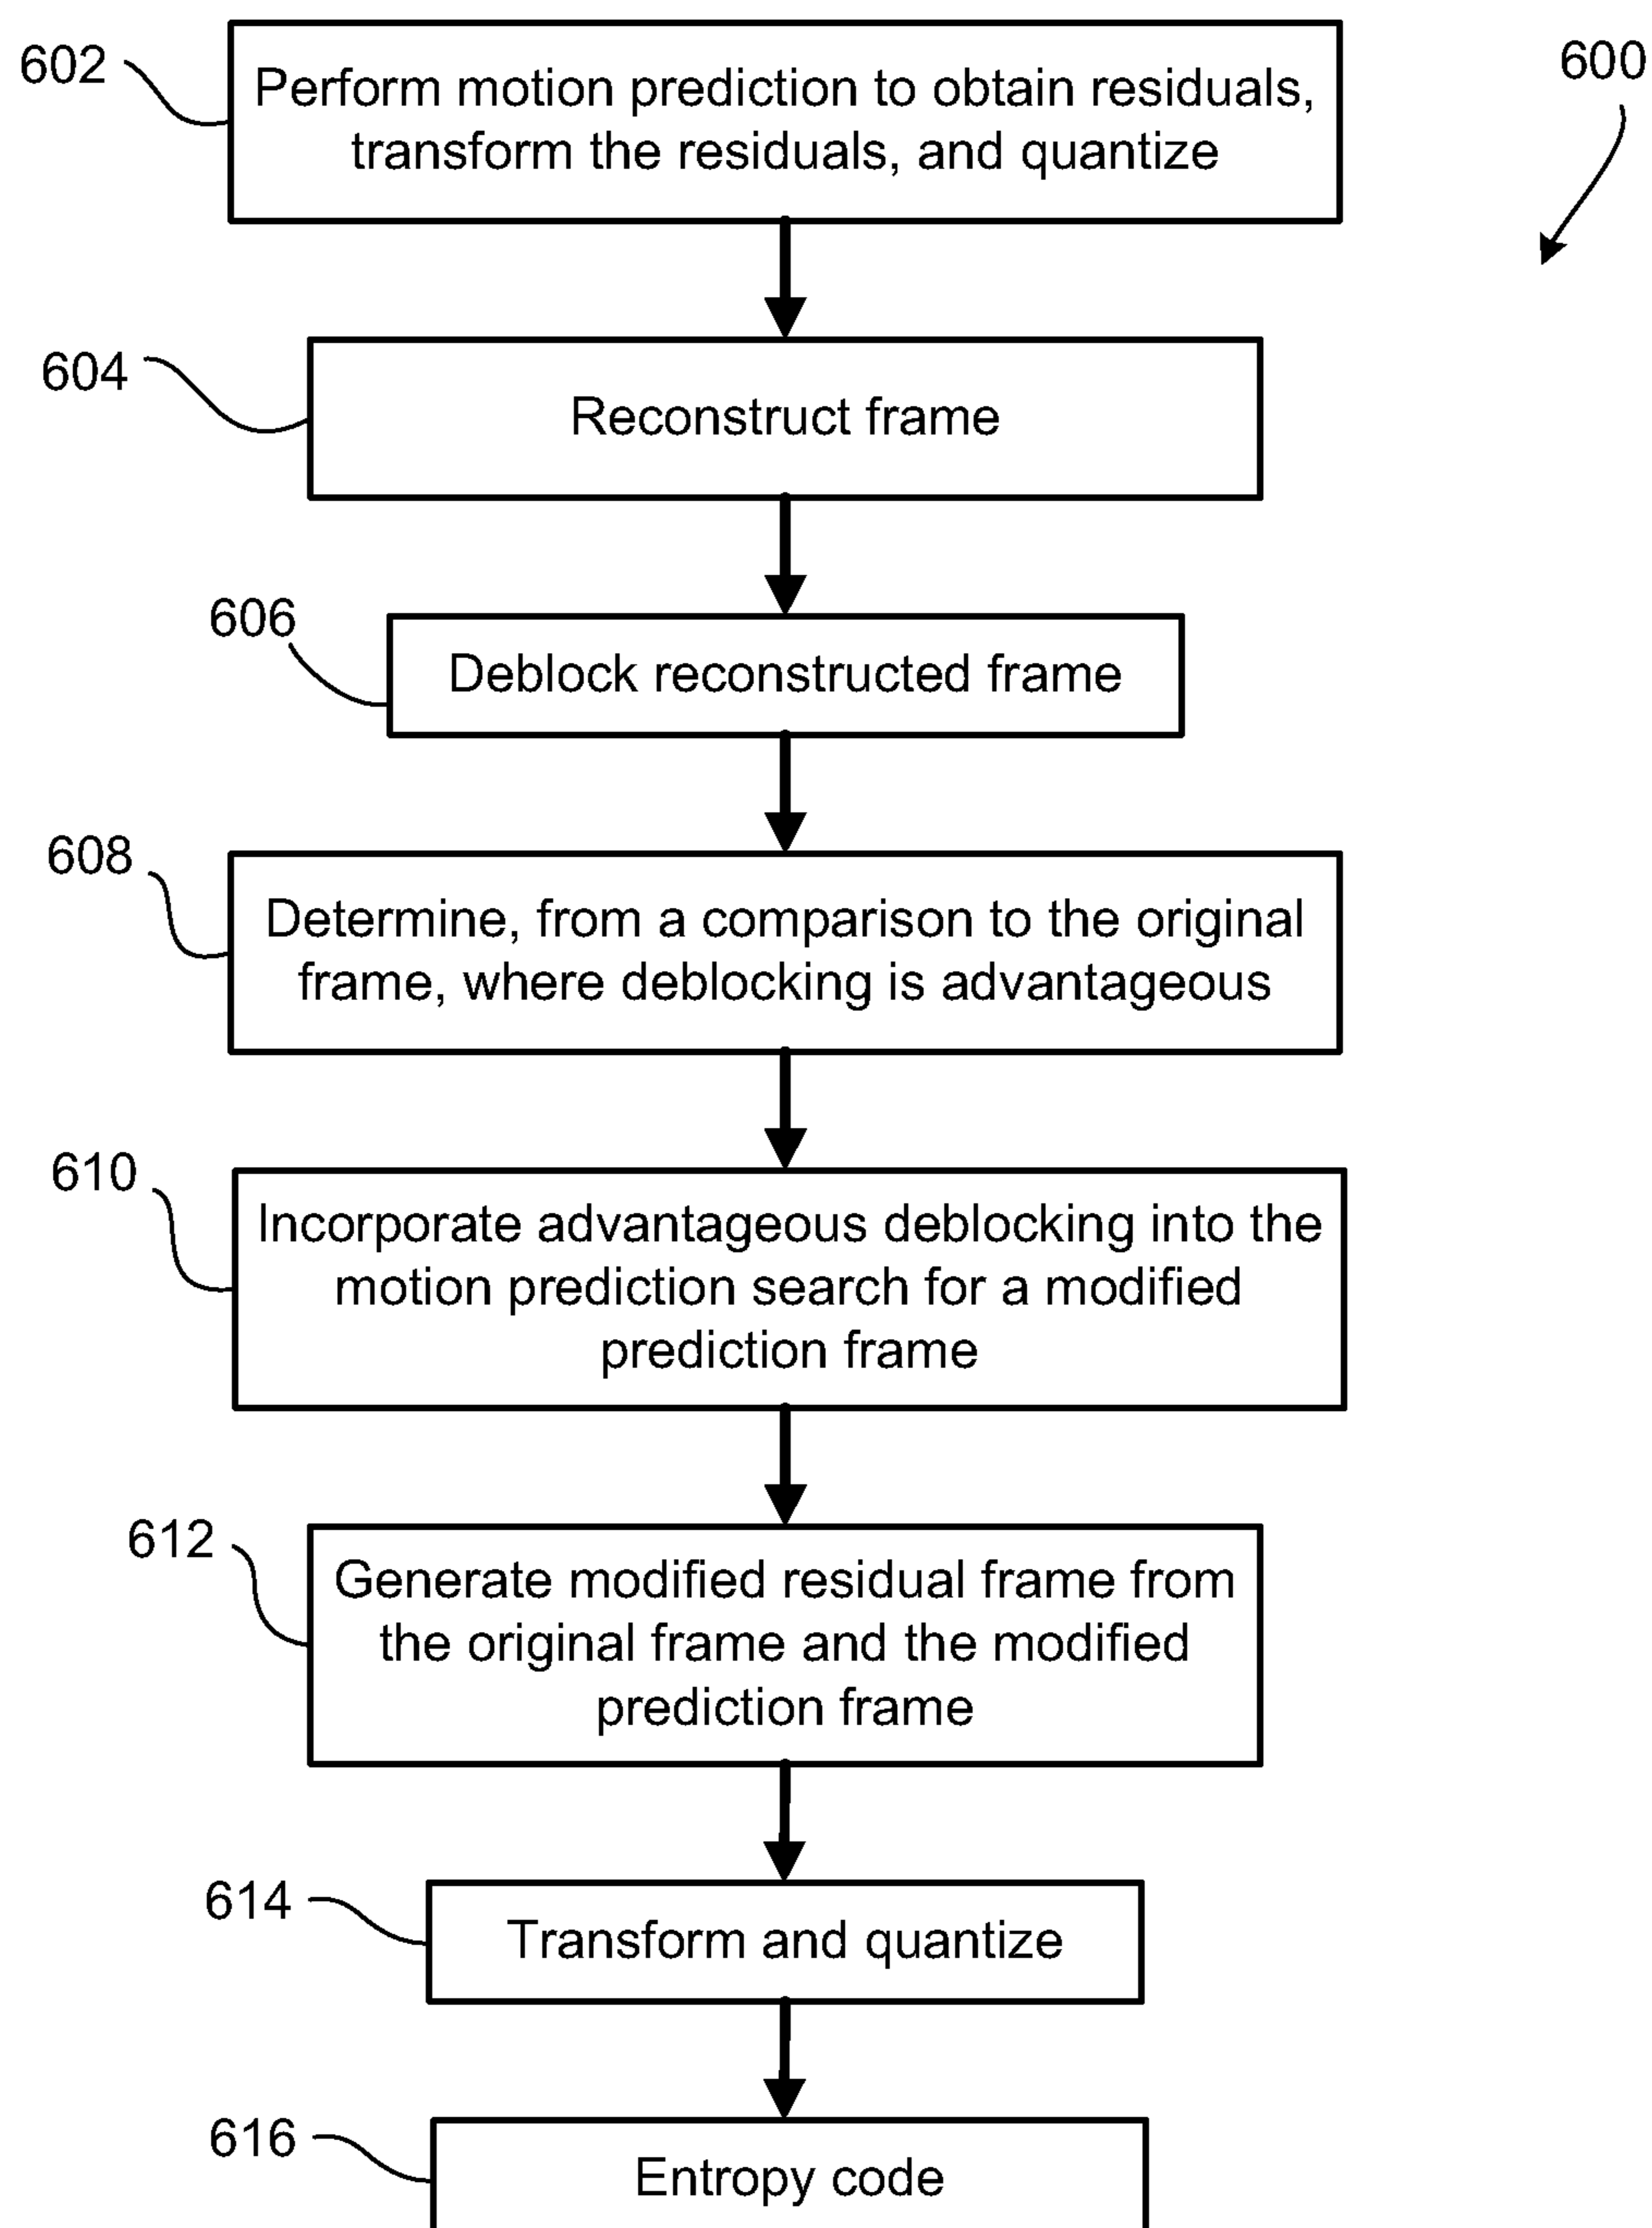 602
600
Perform motion prediction to obtain residuals,
transform the residuals, and quantize
604
Reconstruct frame
606
Deblock reconstructed frame
608
Determine, from a comparison to the original
frame, where deblocking is advantageous
610
Incorporate advantageous deblocking into the
motion prediction search for a modified
prediction frame
612
Generate modified residual frame from
the original frame and the modified
prediction frame
614
Transform and quantize
616
Entropy code